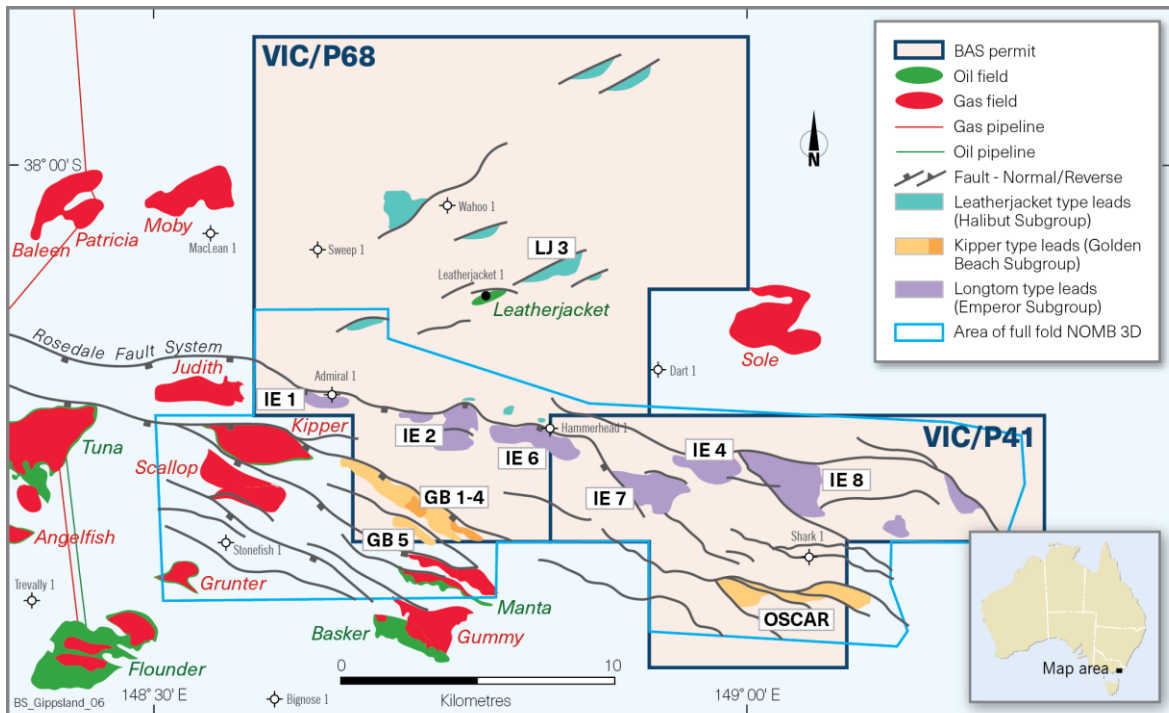 VIC/P68
BAS permit
Oil field
Gas field
Gas pipeline
Oil pipeline
Fault - Normal/Reverse
Leatherjacket type leads
(Halibut Subgroup)
Kipper type leads (Golden
Beach Subgroup)
Longtom type leads
(Emperor Subgroup)
Area of full fold NOMB 3D
N
38° 00' S
Baleen
Patricia
Moby
MacLean 1
Wahoo 1
Sweep 1
LJ 3
Leatherjacket 1
Leatherjacket
Sole
Dart 1
Rosedale Fault System
Judith
Admiral 1
IE 1
IE 2
IE 6
Hammerhead 1
VIC/P41
IE 4
IE 8
IE 7
Kipper
Tuna
Scallop
GB 1-4
GB 5
Angelfish
Stonefish 1
Shark 1
Trevally 1
Grunter
Manta
Basker
Gummy
OSCAR
Flounder
0
10
Kilometres
148° 30' E
149° 00' E
Bignose 1
BS_Gippsland_06
Map area